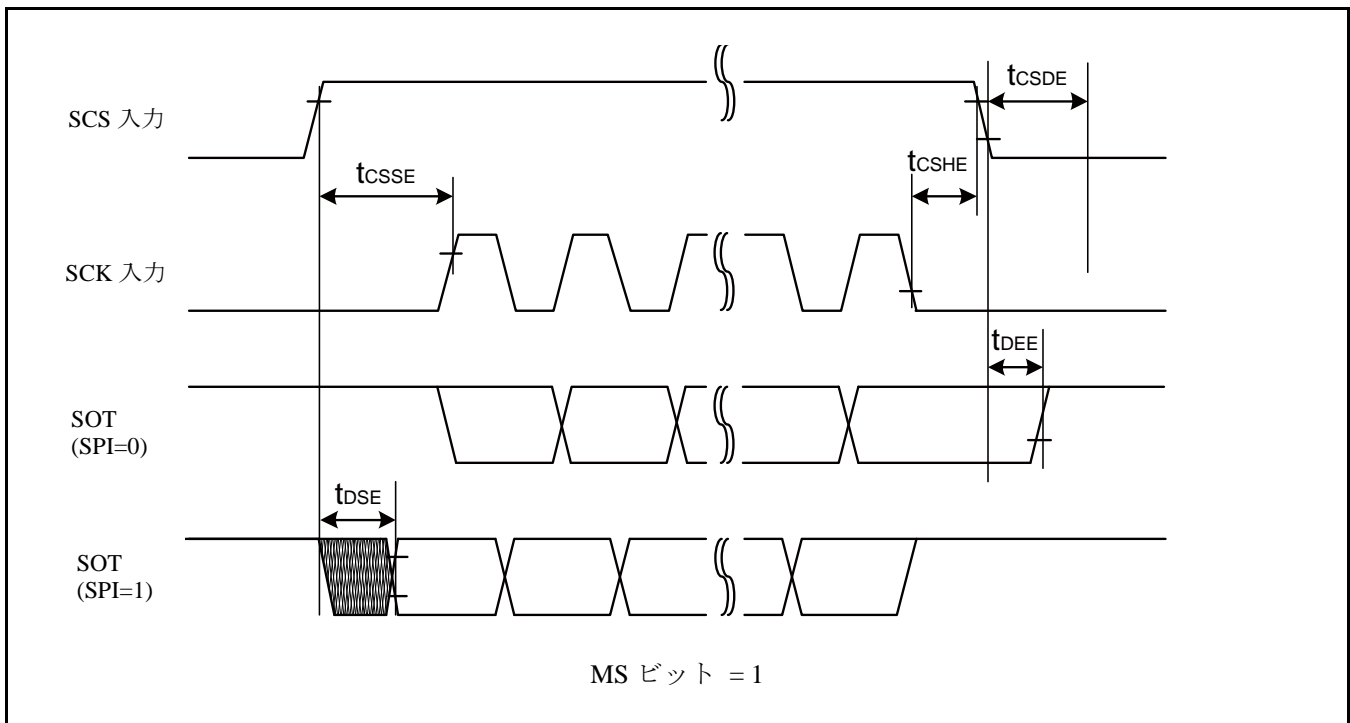 tCSDE
SCS 入力
tCSHE
tCSSE
SCK 入力
tDEE
SOT
(SPI=0)
tDSE
SOT
(SPI=1)
MS ビット = 1